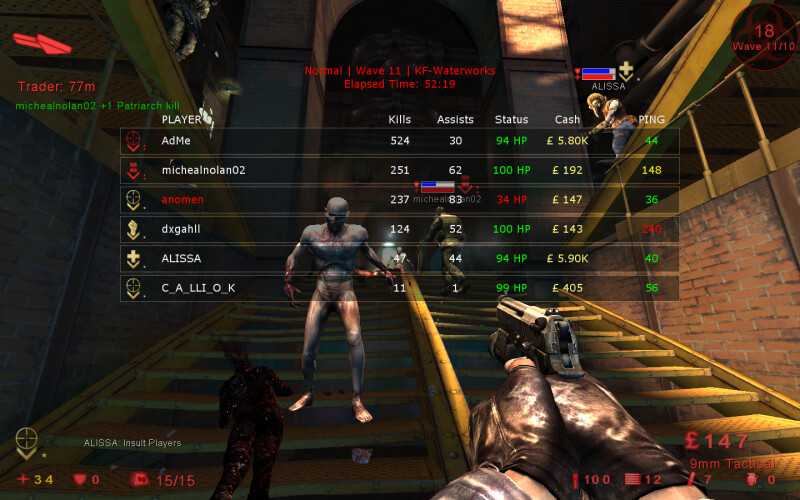 18
Wave 11/10
Normal | Wave 11 | KF-Waterworks
Elapsed Time: 52:19
Trader: 77m
michealnolan02 +1 Patriarch kill
ALISSA
PLAYER Kills Assists Status Cash PING
AdMe 524 30 94 HP £ 5.80K 44
michealnolan02 251 62 100 HP £ 192 148
anomen 237 83 34 HP £ 147 36
michealnolan02
dxgahll 124 52 100 HP £ 143 240
ALISSA 47 44 94 HP £ 5.90K 40
C_A_LLI_O_K 11 1 99 HP £ 405 56
ALISSA: Insult Players
£147
9mm Tactical
34 0 15/15 100 12 7 0